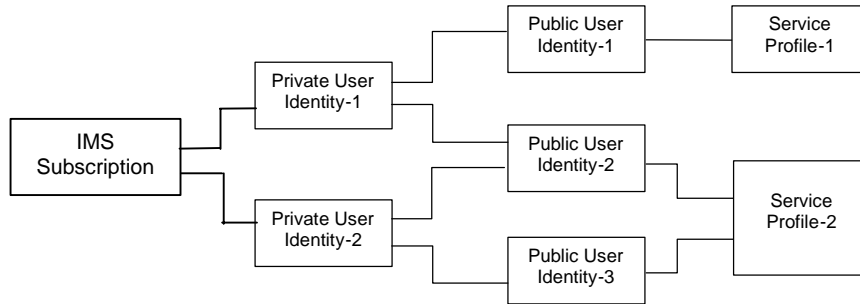 IMS
Subscription
Private User
Identity-1
Private User
Identity-2
Public User
Identity-1
Public User
Identity-2
Public User
Identity-3
Service
Profile-1
Service
Profile-2